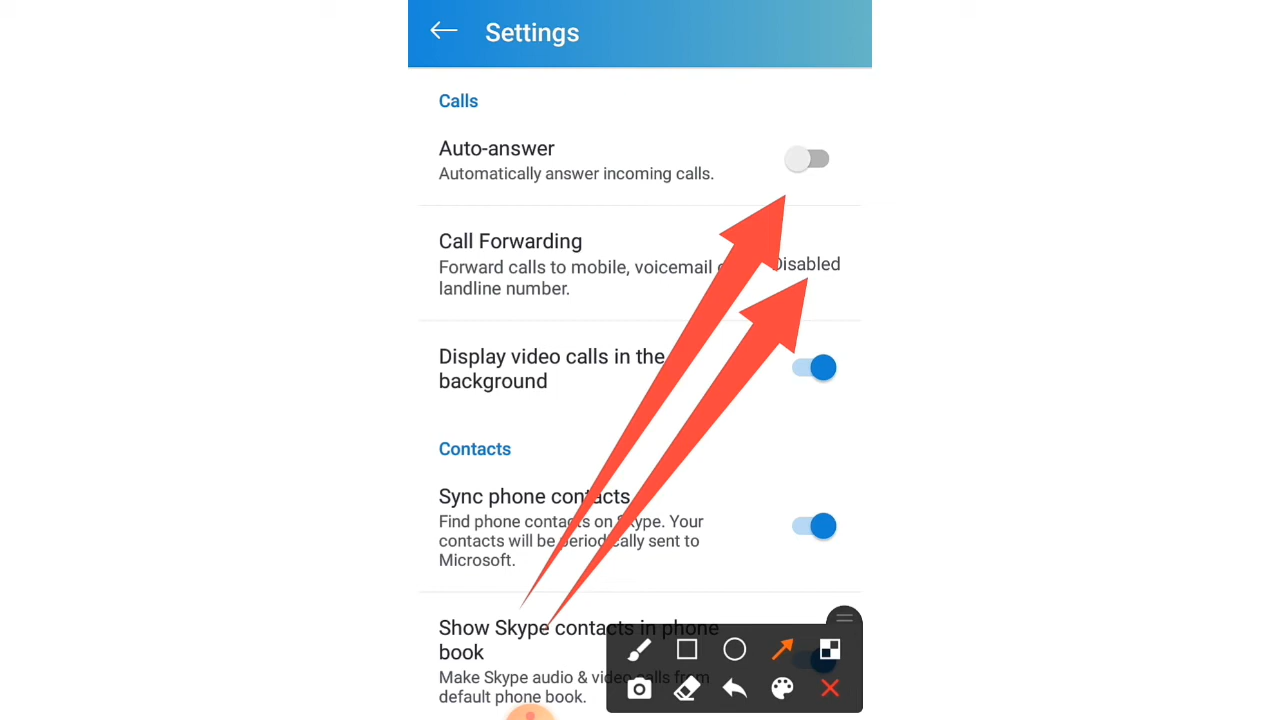 Settings
Calls
Auto-answer
Automatically answer incoming calls.
Call Forwarding
Forward calls to mobile, voicemail
Disabled
landline number.
Display video calls in the
background
Contacts
Sync phone contacts
Find phone contacts on Skype. Your
contacts will be periodically sent to
Microsoft.
Show Skype contacts in phone
book
Make Skype audio & video calls from
default phone book.